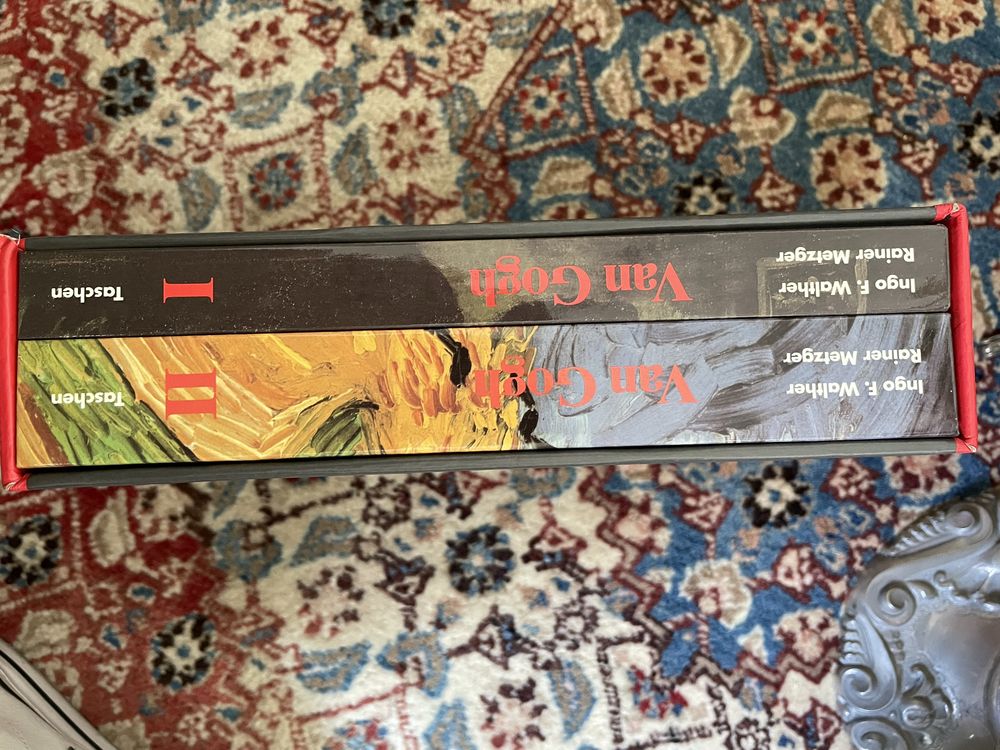 Ingo F. Walther
Rainer Metzger
Van Gogh
I
Taschen
Ingo F. Walther
Rainer Metzger
Van Gogh
II
Taschen